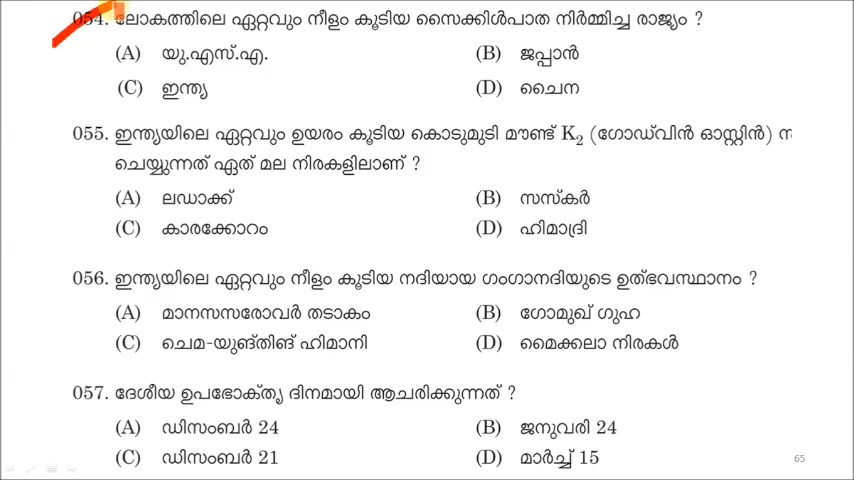 054. ലോകത്തിലെ ഏറ്റവും നീളം കൂടിയ സൈക്കിൾപാത നിർമ്മിച്ച രാജ്യം ?
(A) യു.എസ്.എ. (B) ജപ്പാൻ
(C) ഇന്ത്യ (D) ചൈന
055. ഇന്ത്യയിലെ ഏറ്റവും ഉയരം കൂടിയ കൊടുമുടി മൗണ്ട് K2 (ഗോഡ്‌വിൻ ഓസ്റ്റിൻ)
ചെയ്യുന്നത് ഏത് മല നിരകളിലാണ് ?
(A) ലഡാക്ക് (B) സസ്കർ
(C) കാരക്കോറം (D) ഹിമാദ്രി
056. ഇന്ത്യയിലെ ഏറ്റവും നീളം കൂടിയ നദിയായ ഗംഗാനദിയുടെ ഉത്ഭവസ്ഥാനം ?
(A) മാനസസരോവർ തടാകം (B) ഗോമുഖ് ഗുഹ
(C) ചെമ-യുങ്തിങ് ഹിമാനി (D) മൈക്കലാ നിരകൾ
057. ദേശീയ ഉപഭോക്തൃ ദിനമായി ആചരിക്കുന്നത് ?
(A) ഡിസംബർ 24 (B) ജനുവരി 24
(C) ഡിസംബർ 21 (D) മാർച്ച് 15
65